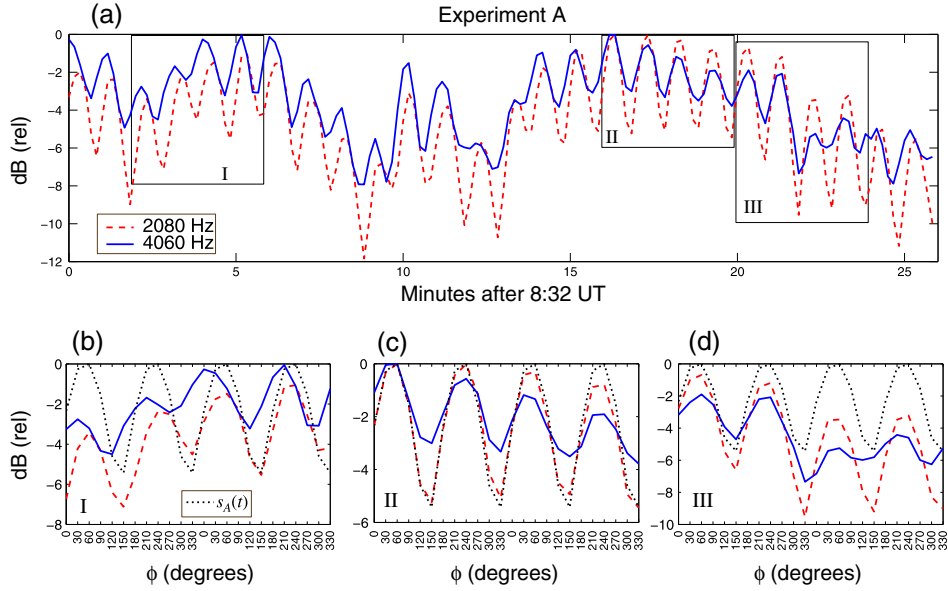 Experiment A
(a)
dB (rel)
0
−2
−4
−6
−8
−10
−12
I
II
III
2080 Hz
4060 Hz
0 5 10 15 20 25
Minutes after 8:32 UT
(b)
dB (rel)
0
−2
−4
−6
−8
I
s_A(t)
0 30 60 90 120 150 180 210 240 270 300 330 0 30 60 90 120 150 180 210 240 270 300 330
ϕ (degrees)
(c)
0
−2
−4
−6
II
0 30 60 90 120 150 180 210 240 270 300 330 0 30 60 90 120 150 180 210 240 270 300 330
ϕ (degrees)
(d)
0
−2
−4
−6
−8
−10
III
0 30 60 90 120 150 180 210 240 270 300 330 0 30 60 90 120 150 180 210 240 270 300 330
ϕ (degrees)